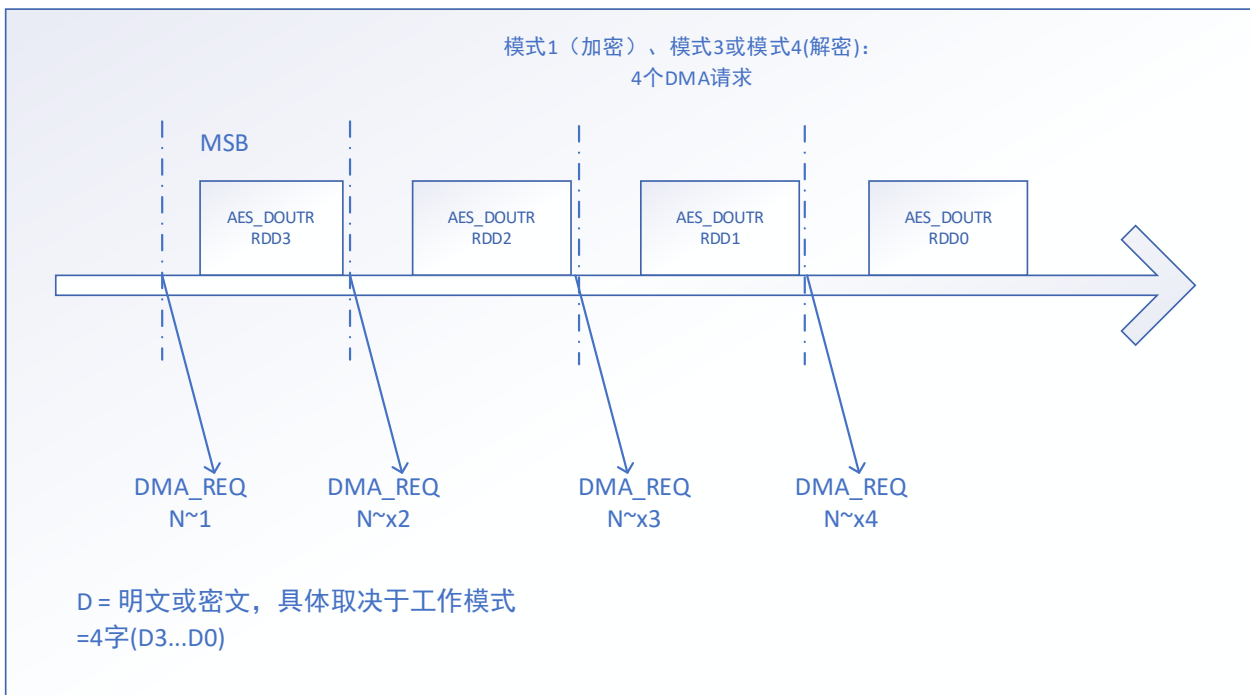 模式1（加密）、模式3或模式4(解密)：
4个DMA请求
MSB
AES_DOUTR
RDD3
AES_DOUTR
RDD2
AES_DOUTR
RDD1
AES_DOUTR
RDD0
DMA_REQ
N~1
DMA_REQ
N~x2
DMA_REQ
N~x3
DMA_REQ
N~x4
D = 明文或密文，具体取决于工作模式
=4字(D3...D0)